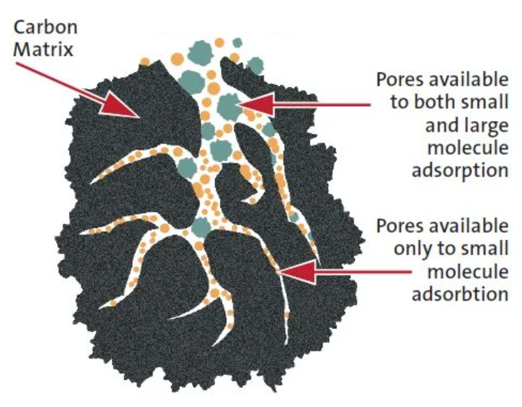 Carbon
Matrix
Pores available
to both small
and large
molecule
adsorption
Pores available
only to small
molecule
adsorbtion